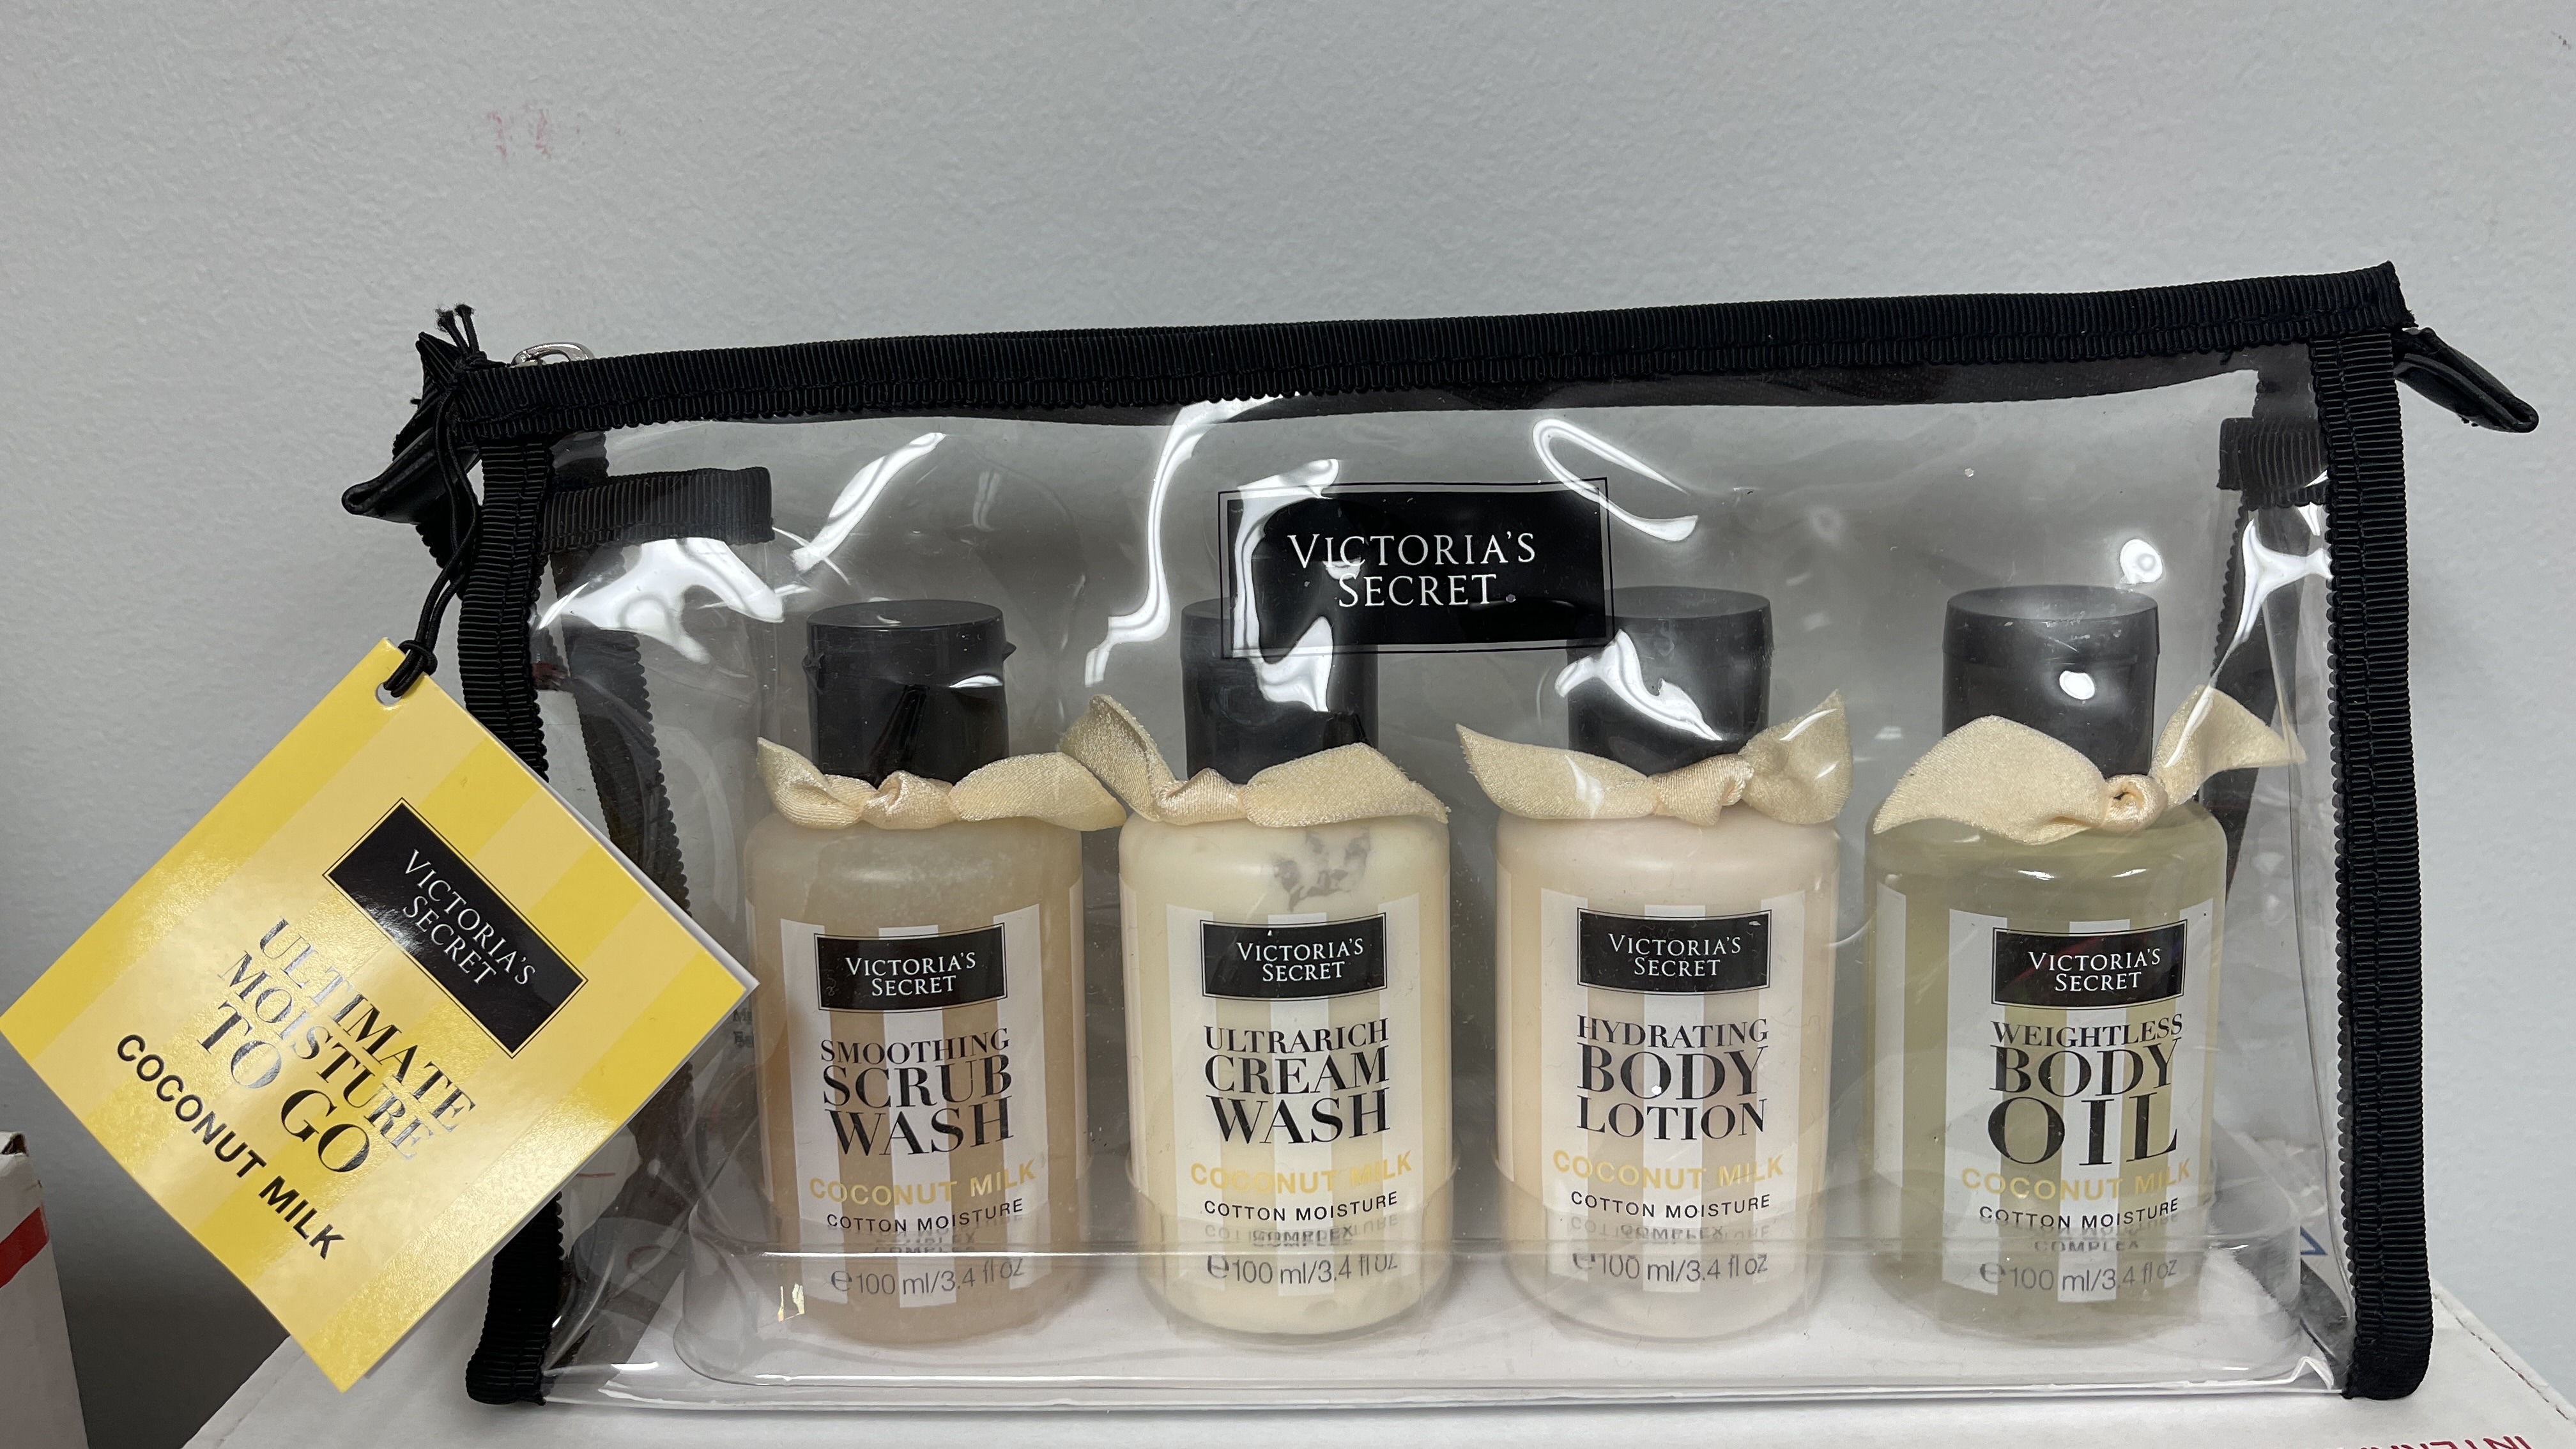 VICTORIA'S
SECRET
VICTORIA'S
SECRET
ULTIMATE
MOISTURE
TO GO
COCONUT MILK
VICTORIA'S
SECRET
SMOOTHING
SCRUB
WASH
COCONUT MILK
COTTON MOISTURE
COMPLEX
℮100 ml/3.4 fl oz
VICTORIA'S
SECRET
ULTRARICH
CREAM
WASH
COCONUT MILK
COTTON MOISTURE
COMPLEX
℮100 ml/3.4 fl oz
VICTORIA'S
SECRET
HYDRATING
BODY
LOTION
COCONUT MILK
COTTON MOISTURE
COMPLEX
℮100 ml/3.4 fl oz
VICTORIA'S
SECRET
WEIGHTLESS
BODY
OIL
COCONUT MILK
COTTON MOISTURE
COMPLEX
℮100 ml/3.4 fl oz